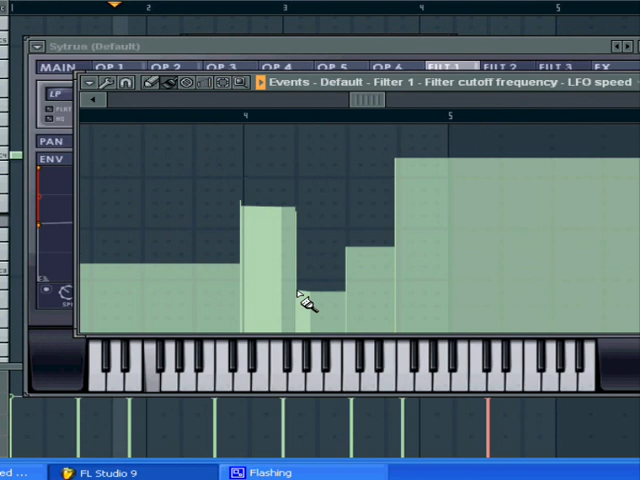 1 2 3 4 5
Sytrus (Default)
MAIN OP 1 OP 2 OP 3 OP 4 OP 5 OP 6 FILT 1 FILT 2 FILT 3 FX
Events - Default - Filter 1 - Filter cutoff frequency - LFO speed
LP
4 5
PAN
ENV
ed ... FL Studio 9 Flashing